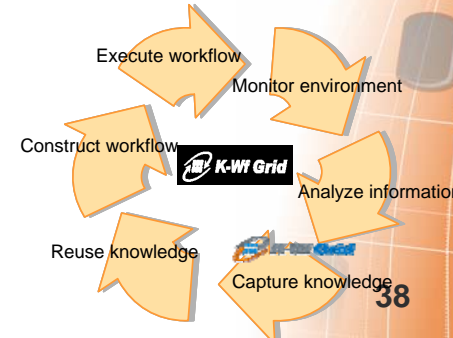 Execute workflow
Monitor environment
Construct workflow
K-Wf Grid
Analyze information
Reuse knowledge
Capture knowledge
38